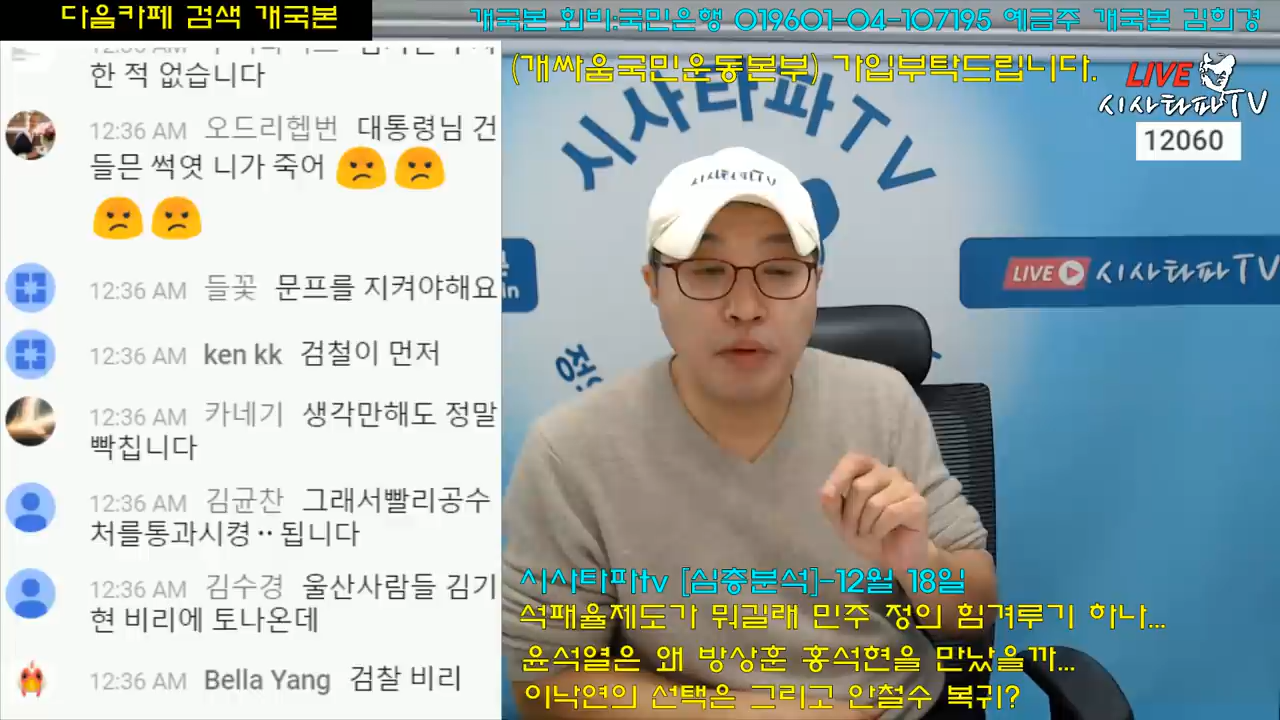 다음카페 검색 개국본
개국본 회비:국민은행 019601-04-107195 예금주 개국본 김희경
(개싸움국민운동본부) 가입부탁드립니다.
LIVE
시사타파TV
12060
한 적 없습니다
12:36 AM 오드리헵번 대통령님 건
들믄 썩엿 니가 죽어
12:36 AM 들꽃 문프를 지켜야해요
12:36 AM ken kk 검철이 먼저
12:36 AM 카네기 생각만해도 정말
빡칩니다
12:36 AM 김균찬 그래서빨리공수
처를통과시켱··됩니다
12:36 AM 김수경 울산사람들 김기
현 비리에 토나온데
12:36 AM Bella Yang 검찰 비리
시사타파TV
시사타파TV
LIVE 시사타파TV
in
시사타파tv [심층분석]-12월 18일
석패율제도가 뭐길래 민주 정의 힘겨루기 하나...
윤석열은 왜 방상훈 홍석현을 만났을까...
이낙연의 선택은 그리고 안철수 복귀?